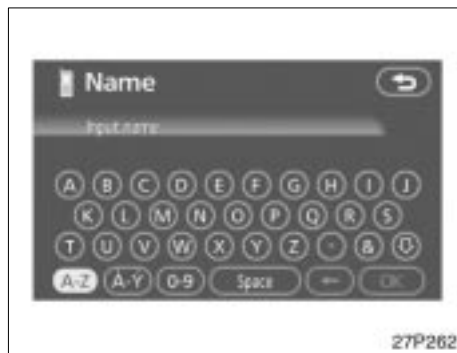 Name
Input name
A B C D E F G H I J
K L M N O P Q R S
T U V W X Y Z - &
A-Z À-Ý 0-9 Space ← OK
27P262